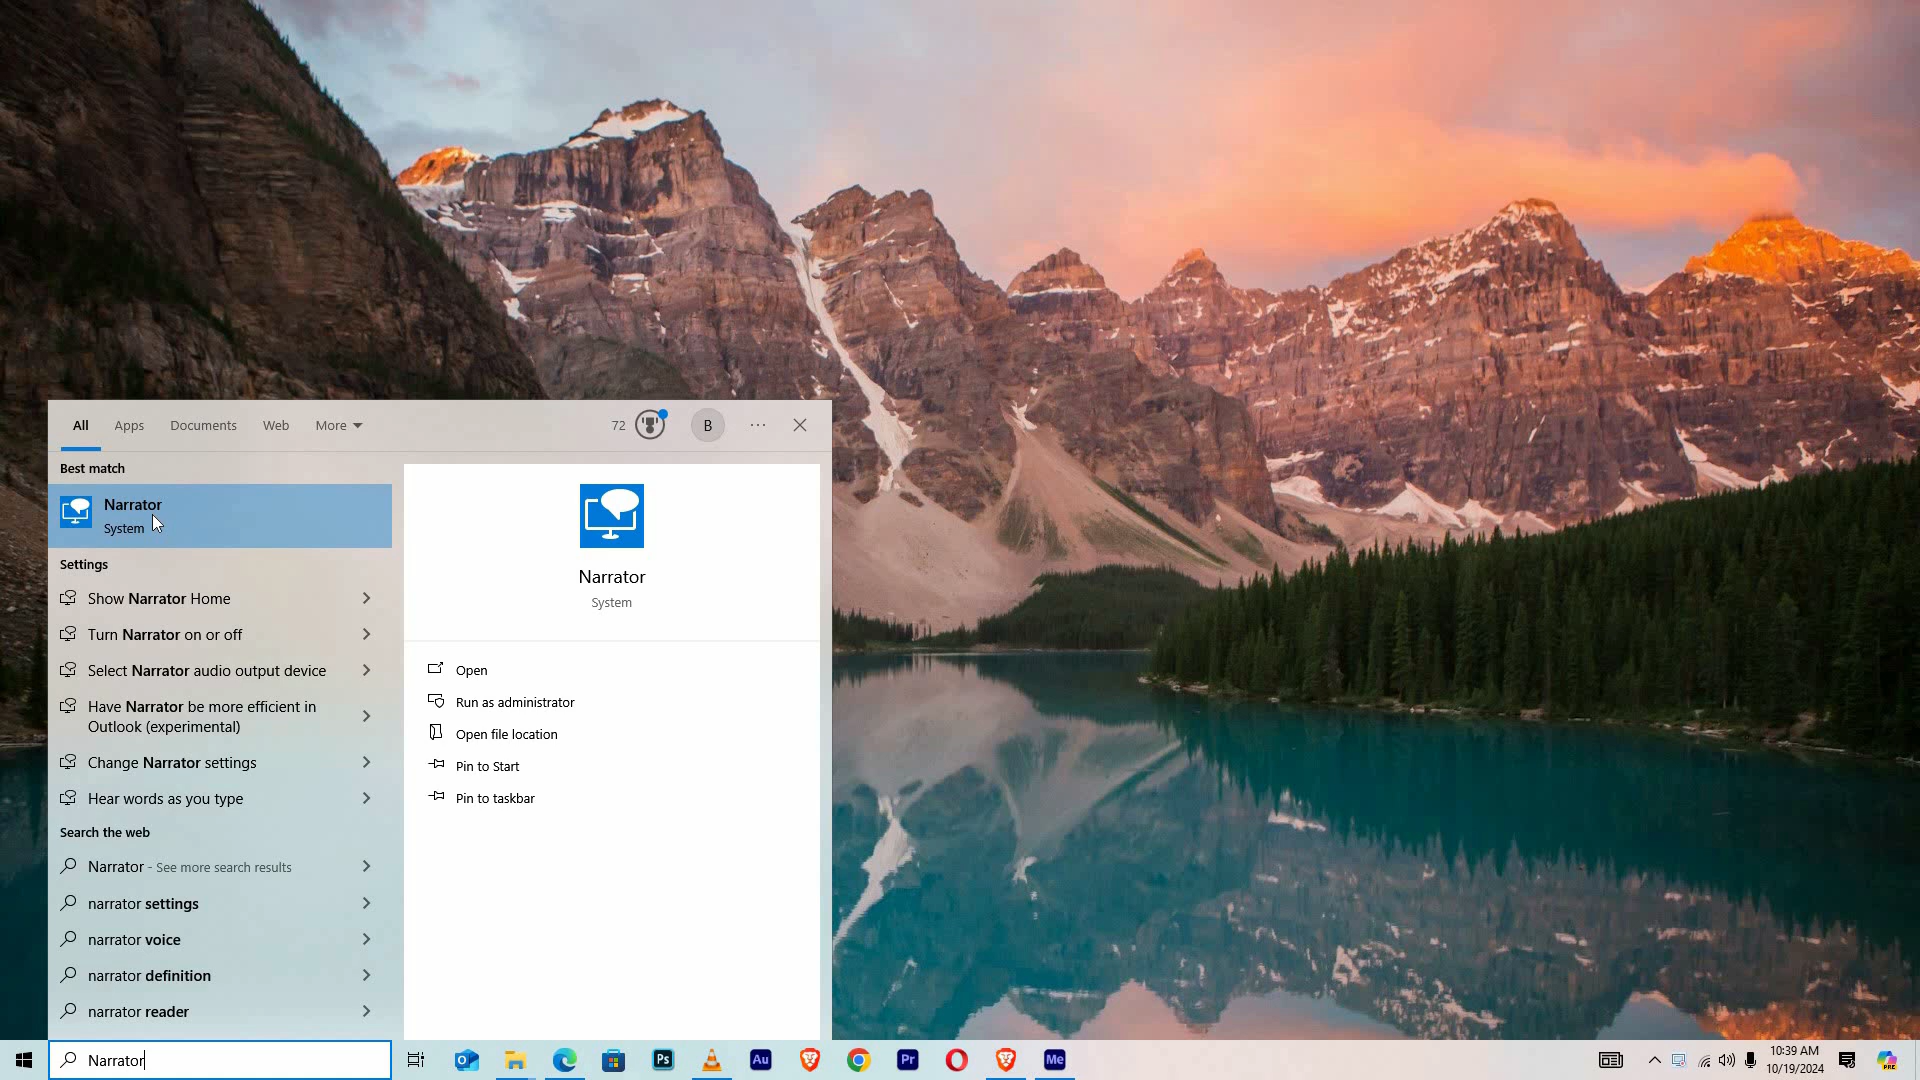 All Apps Documents Web More 72 B
Best match
Narrator
System
Settings
Show Narrator Home
Turn Narrator on or off
Select Narrator audio output device
Have Narrator be more efficient in
Outlook (experimental)
Change Narrator settings
Hear words as you type
Search the web
Narrator - See more search results
narrator settings
narrator voice
narrator definition
narrator reader
Narrator
System
Open
Run as administrator
Open file location
Pin to Start
Pin to taskbar
Narrator
Ps
Au
Pr
Me
10:39 AM
10/19/2024
PRE